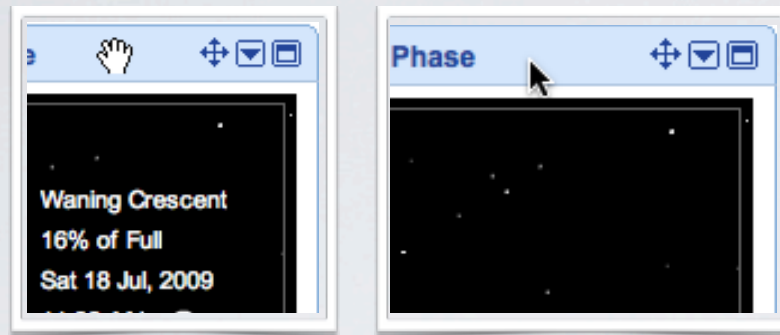 Waning Crescent
16% of Full
Sat 18 Jul, 2009
Phase